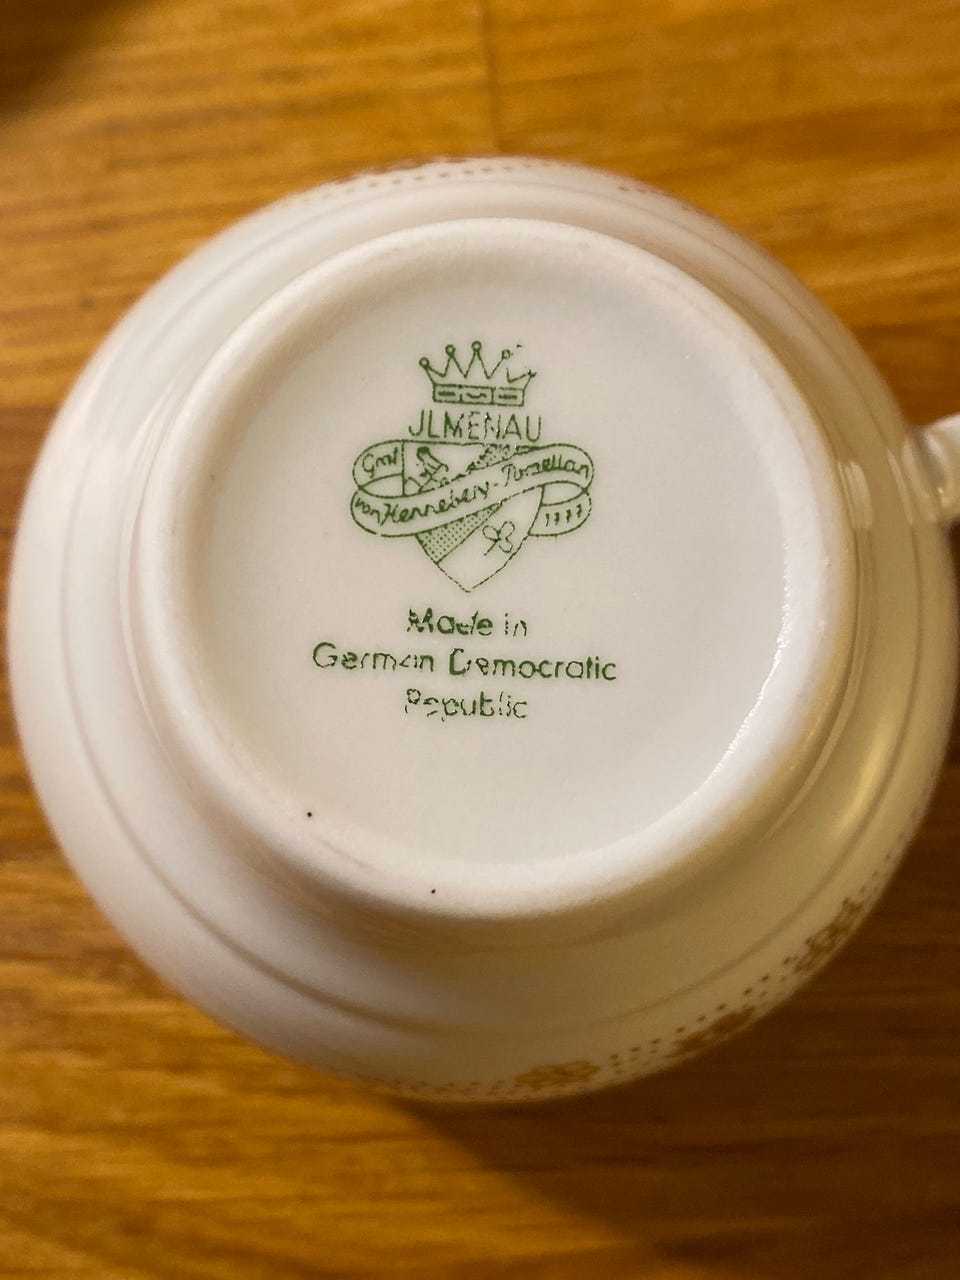 JLMENAU
Graf
von Henneberg-Porzellan
1777
Made in
German Democratic
Republic